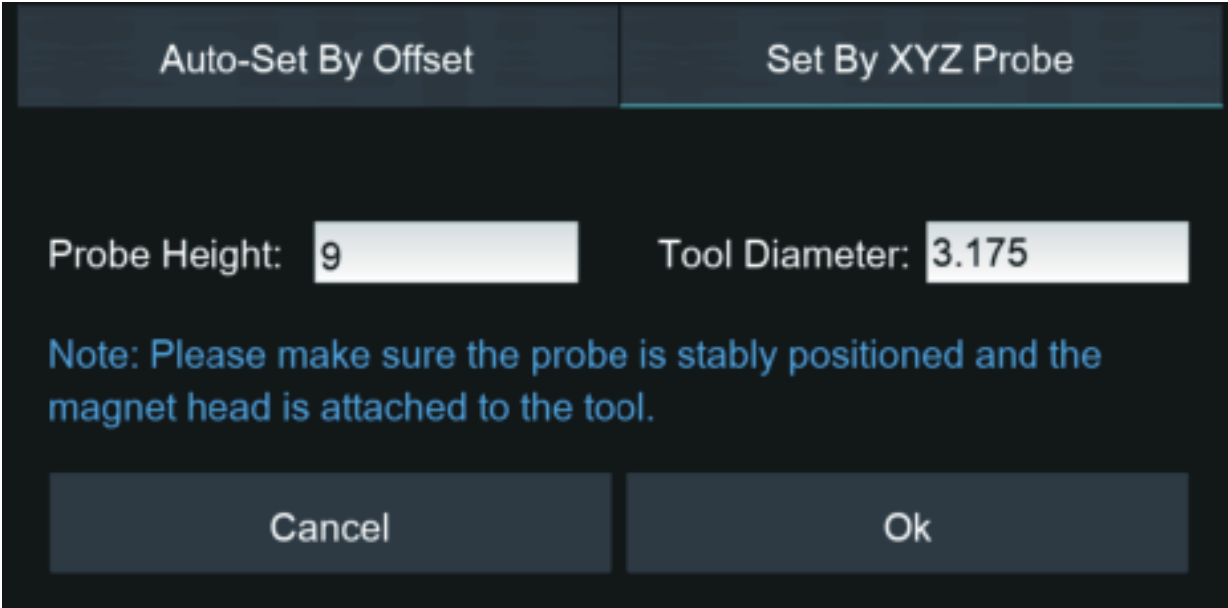 Auto-Set By Offset
Set By XYZ Probe
Probe Height: 9
Tool Diameter: 3.175
Note: Please make sure the probe is stably positioned and the
magnet head is attached to the tool.
Cancel
Ok